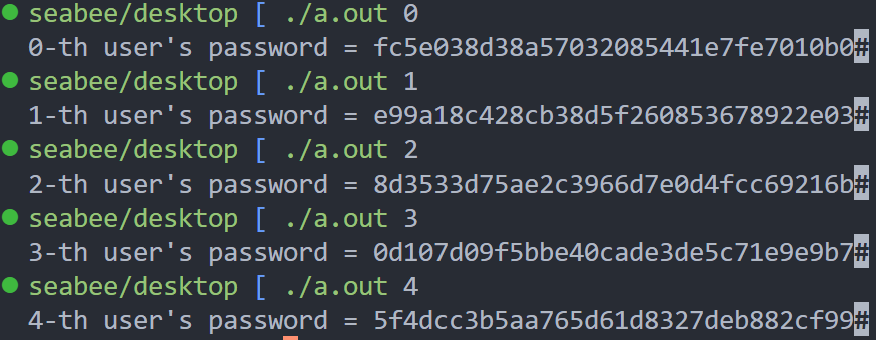 seabee/desktop [ ./a.out 0
0-th user's password = fc5e038d38a57032085441e7fe7010b0#
seabee/desktop [ ./a.out 1
1-th user's password = e99a18c428cb38d5f260853678922e03#
seabee/desktop [ ./a.out 2
2-th user's password = 8d3533d75ae2c3966d7e0d4fcc69216b#
seabee/desktop [ ./a.out 3
3-th user's password = 0d107d09f5bbe40cade3de5c71e9e9b7#
seabee/desktop [ ./a.out 4
4-th user's password = 5f4dcc3b5aa765d61d8327deb882cf99#